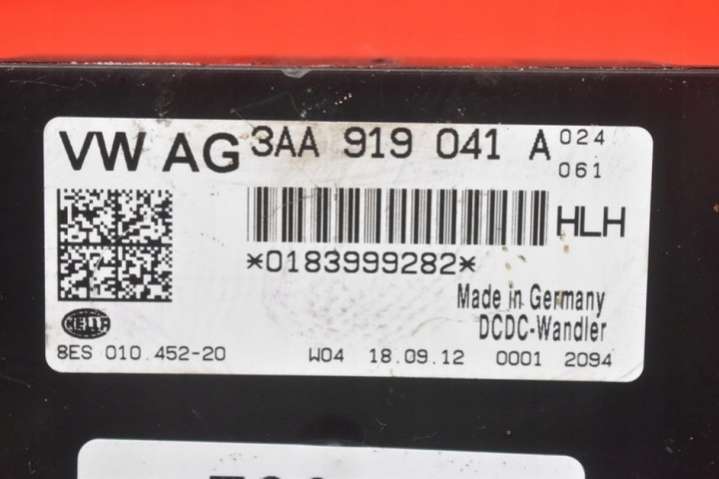 VW AG 3AA 919 041 A 024
061
HLH
*0183999282*
Made in Germany
DCDC-Wandler
HELLA
8ES 010.452-20 W04 18.09.12 0001 2094